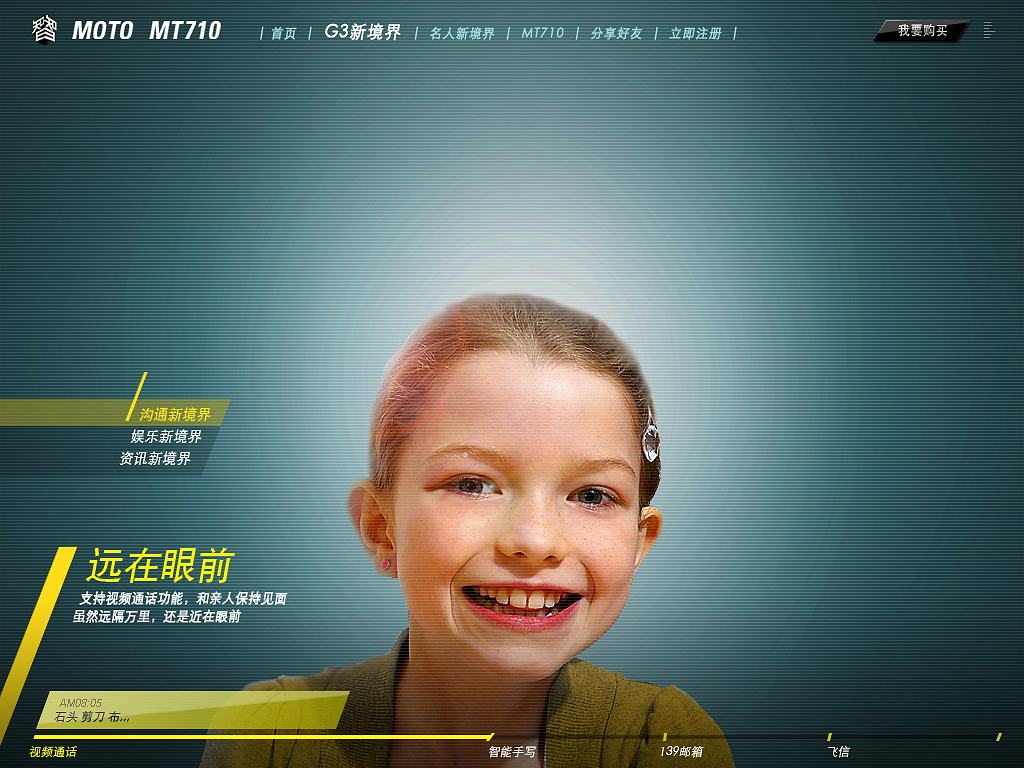 MOTO MT710
| 首页 | G3新境界 | 名人新境界 | MT710 | 分享好友 | 立即注册 |
我要购买
沟通新境界
娱乐新境界
资讯新境界
远在眼前
支持视频通话功能，和亲人保持见面
虽然远隔万里，还是近在眼前
AM08:05
石头 剪刀 布...
视频通话
智能手写
139邮箱
飞信